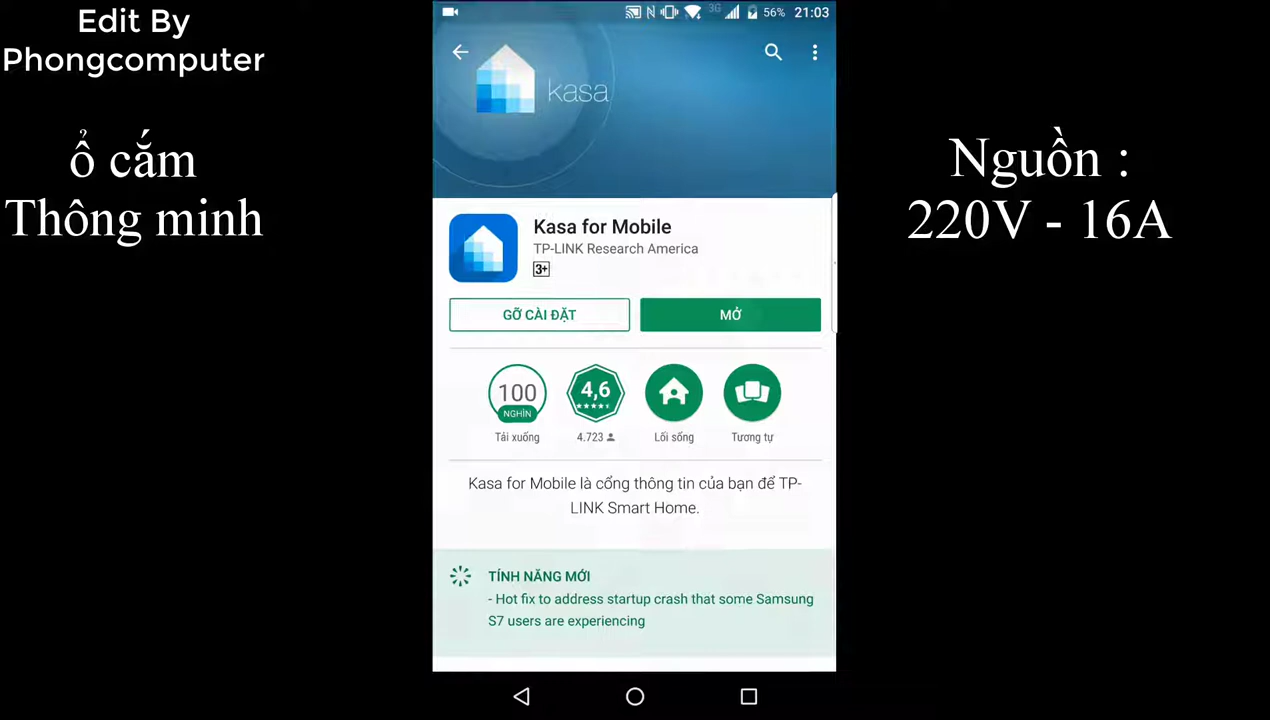 Edit By
Phongcomputer
ổ cắm
Thông minh
Nguồn :
220V - 16A
3G 56% 21:03
kasa
Kasa for Mobile
TP-LINK Research America
3+
GỠ CÀI ĐẶT
MỞ
100
NGHÌN
Tải xuống
4,6
4.723
Lối sống
Tương tự
Kasa for Mobile là cổng thông tin của bạn để TP-
LINK Smart Home.
TÍNH NĂNG MỚI
- Hot fix to address startup crash that some Samsung
S7 users are experiencing